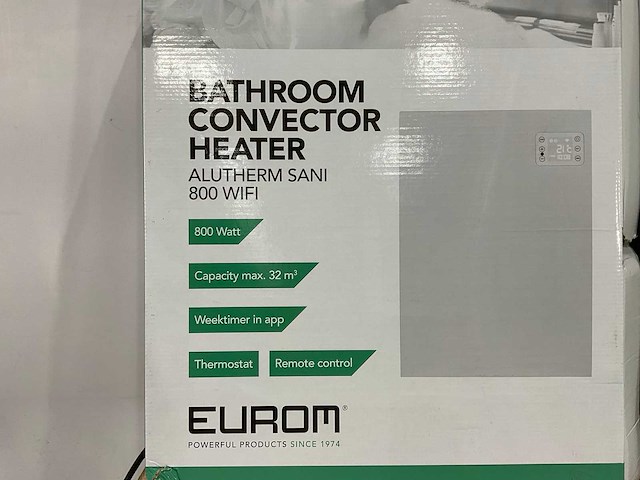 BATHROOM
CONVECTOR
HEATER
ALUTHERM SANI
800 WIFI
800 Watt
Capacity max. 32 m³
Weektimer in app
Thermostat
Remote control
EUROM®
POWERFUL PRODUCTS SINCE 1974